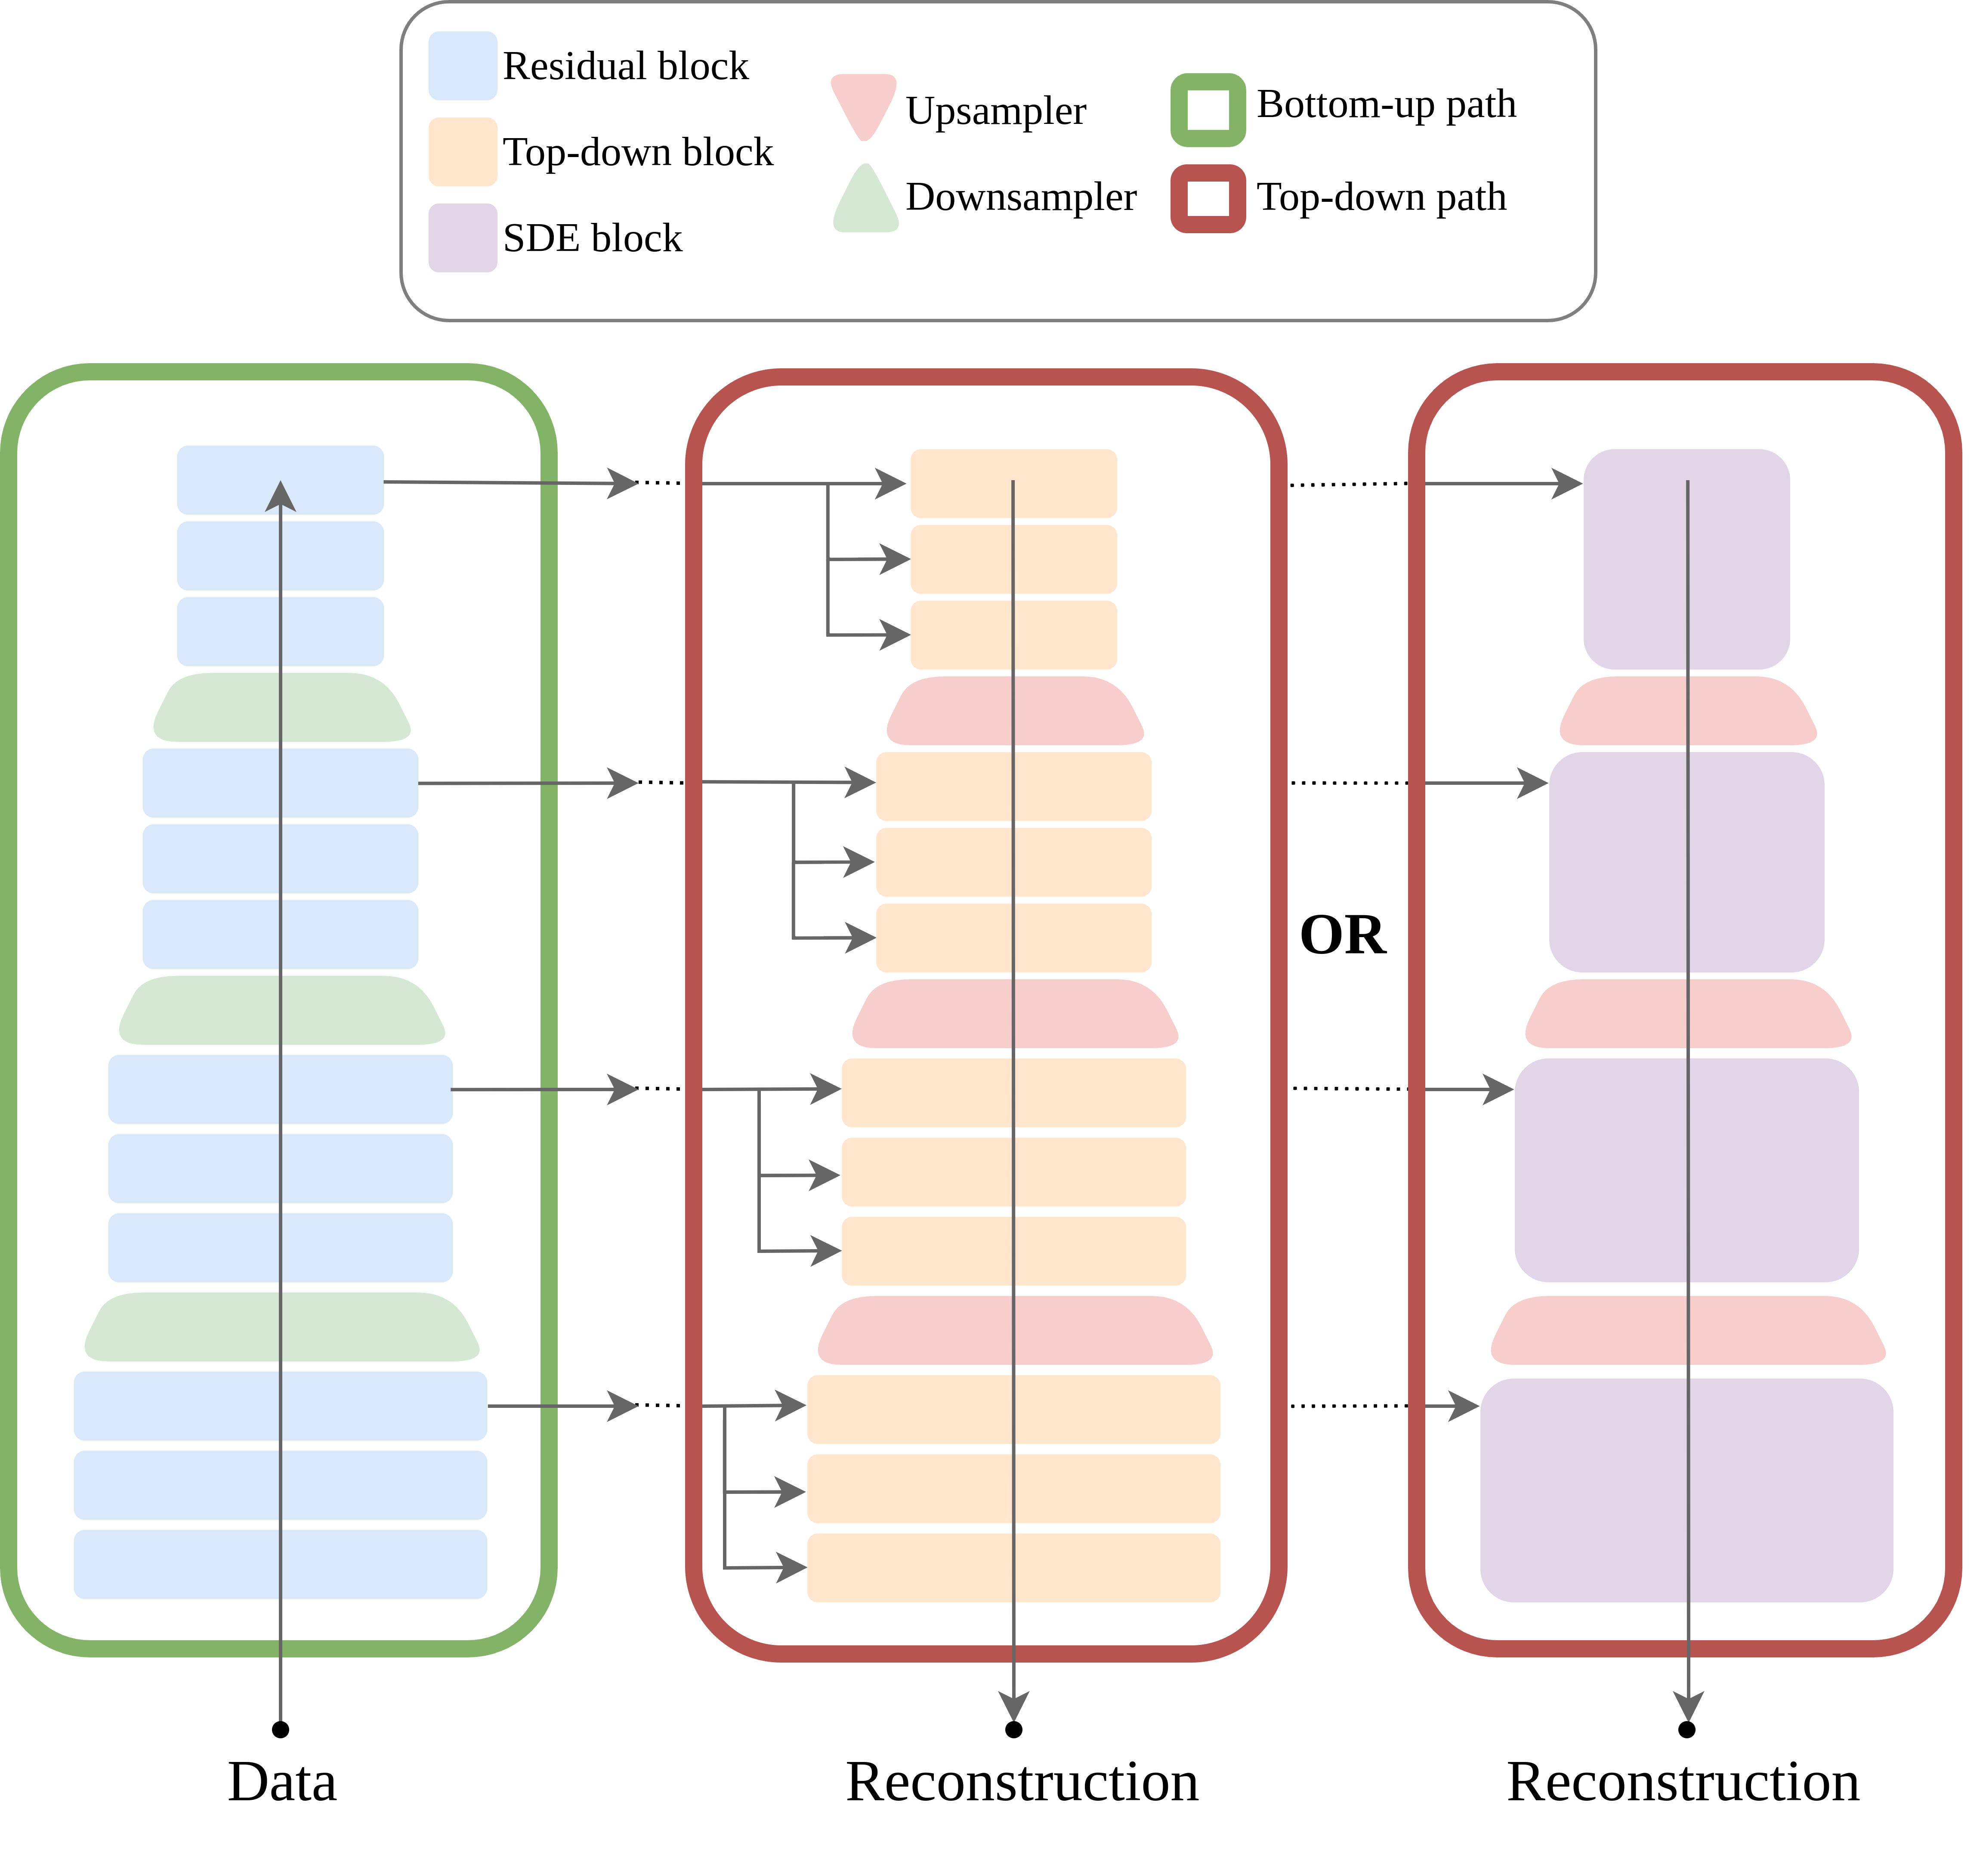 Residual block
Top-down block
SDE block
Upsampler
Downsampler
Bottom-up path
Top-down path
OR
Data
Reconstruction
Reconstruction